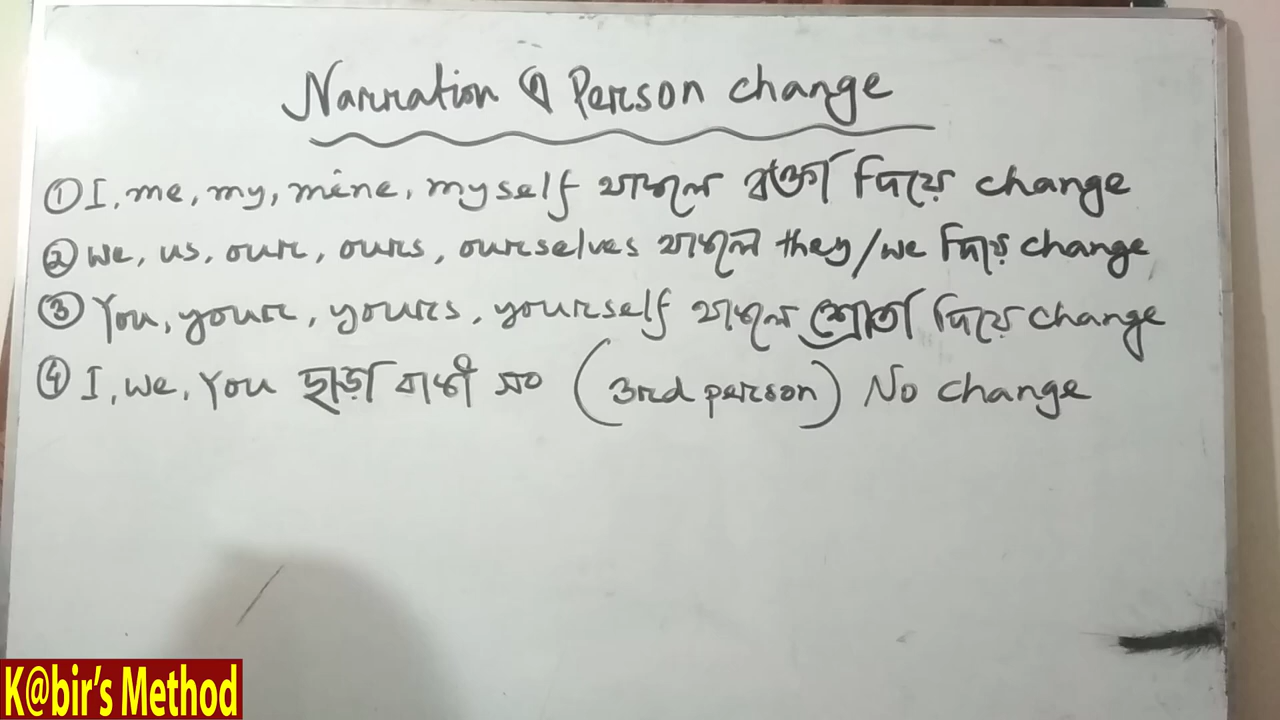 Narration এ Person change
① I, me, my, mine, myself থাকলে বক্তা দিয়ে change
② we, us, our, ours, ourselves থাকলে they/we দিয়ে change
③ You, your, yours, yourself থাকলে শ্রোতা দিয়ে change
④ I, we, You ছাড়া বাকী সব (3rd person) No change
K@bir's Method